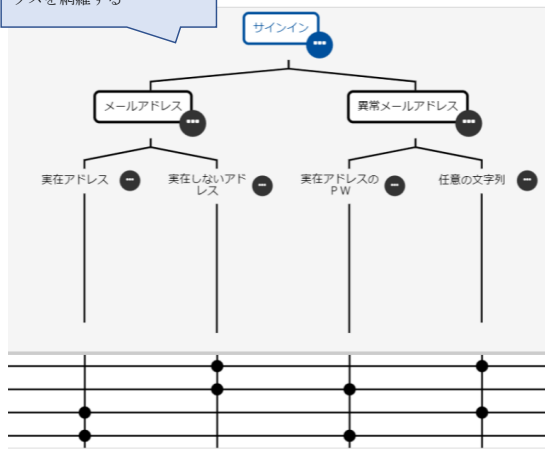 クスを網羅する
サインイン
メールアドレス
異常メールアドレス
実在アドレス
実在しないアド
レス
実在アドレスの
ＰＷ
任意の文字列